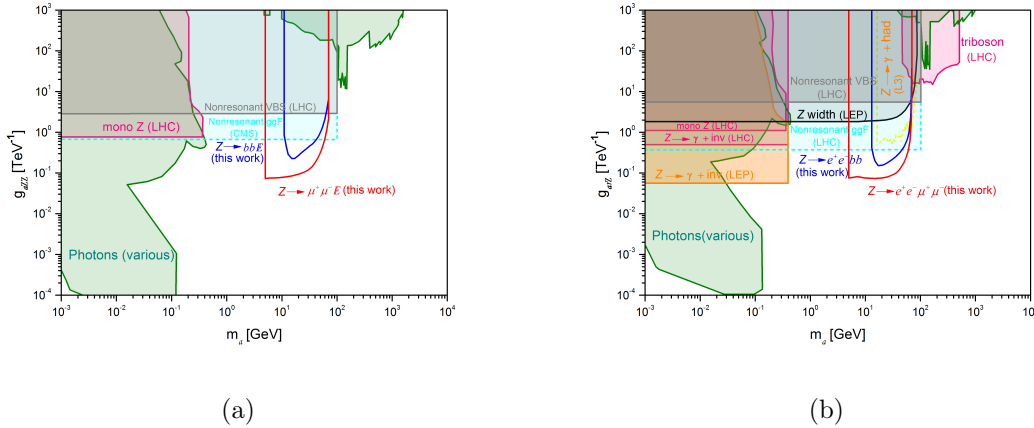 10³
10²
10¹
10⁰
10⁻¹
10⁻²
10⁻³
10⁻⁴
g_aZZ [TeV⁻¹]
Nonresonant VBS (LHC)
mono Z (LHC)
Nonresonant ggF
(CMS)
Z → bbE̸
(this work)
Z → μ⁺μ⁻E̸ (this work)
Photons (various)
10⁻³ 10⁻² 10⁻¹ 10⁰ 10¹ 10² 10³ 10⁴
m_a [GeV]
(a)
10³
10²
10¹
10⁰
10⁻¹
10⁻²
10⁻³
10⁻⁴
Z → γ + had
(L3)
triboson
(LHC)
Nonresonant VBS
(LHC)
Z width (LEP)
mono Z (LHC)
Nonresonant ggF
(LHC)
Z → γ + inv (LHC)
Z → e⁺e⁻bb
(this work)
Z → γ + inv (LEP)
Z → e⁺e⁻μ⁺μ⁻ (this work)
Photons(various)
10⁻³ 10⁻² 10⁻¹ 10⁰ 10¹ 10² 10³ 10⁴
m_a [GeV]
(b)